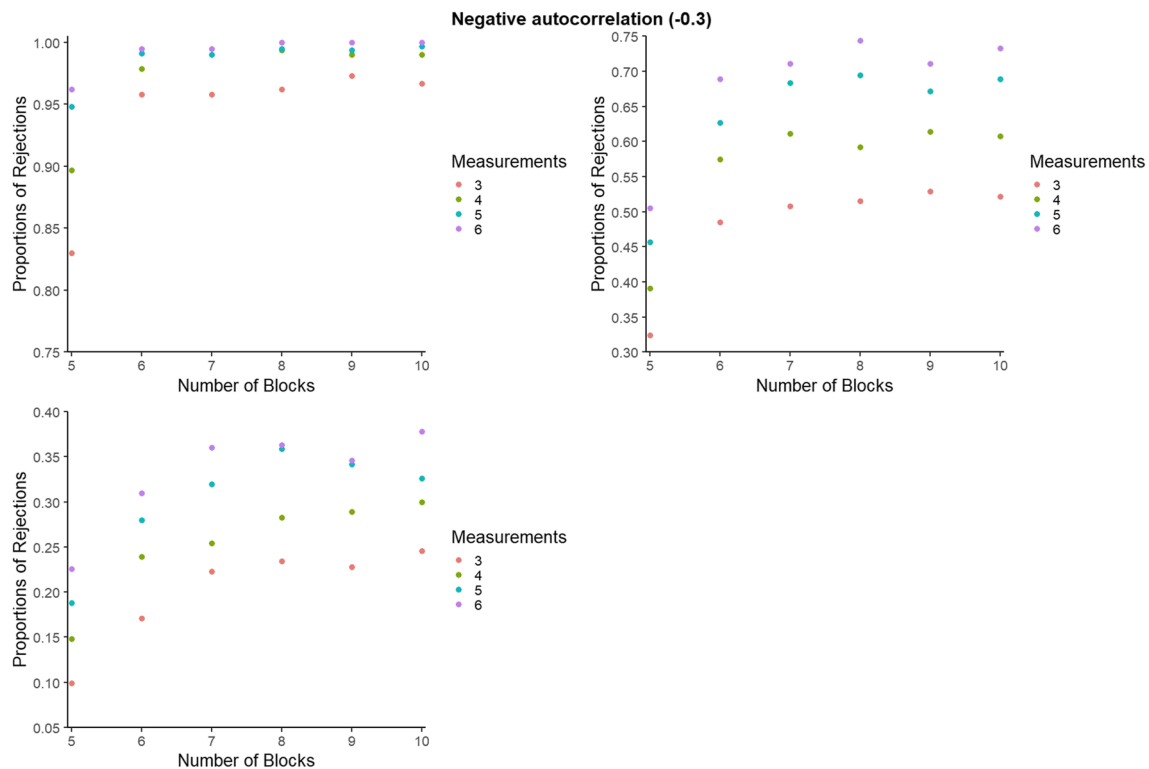 Negative autocorrelation (-0.3)
Proportions of Rejections
1.00
0.95
0.90
0.85
0.80
0.75
5 6 7 8 9 10
Number of Blocks
Measurements
3
4
5
6
Proportions of Rejections
0.75
0.70
0.65
0.60
0.55
0.50
0.45
0.40
0.35
0.30
5 6 7 8 9 10
Number of Blocks
Measurements
3
4
5
6
Proportions of Rejections
0.40
0.35
0.30
0.25
0.20
0.15
0.10
0.05
5 6 7 8 9 10
Number of Blocks
Measurements
3
4
5
6